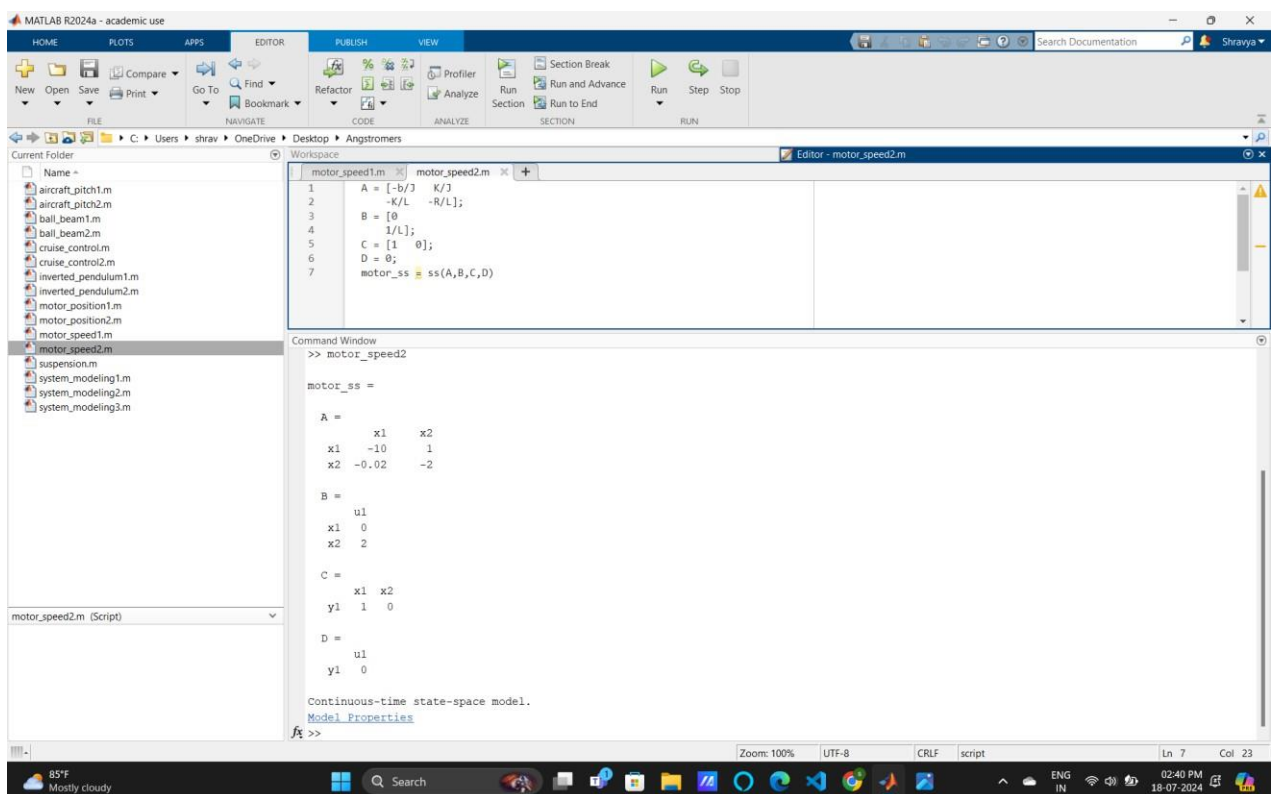 MATLAB R2024a - academic use
HOME PLOTS APPS EDITOR PUBLISH VIEW Search Documentation Shravya
New Open Save Compare Print Go To Find Bookmark Refactor Profiler Analyze Run Section Section Break Run and Advance Run to End Run Step Stop
FILE NAVIGATE CODE ANALYZE SECTION RUN
C: Users shrav OneDrive Desktop Angstromers
Current Folder Workspace Editor - motor_speed2.m
Name
aircraft_pitch1.m
aircraft_pitch2.m
ball_beam1.m
ball_beam2.m
cruise_control.m
cruise_control2.m
inverted_pendulum1.m
inverted_pendulum2.m
motor_position1.m
motor_position2.m
motor_speed1.m
motor_speed2.m
suspension.m
system_modeling1.m
system_modeling2.m
system_modeling3.m
motor_speed2.m (Script)
motor_speed1.m motor_speed2.m +
1 A = [-b/J K/J
2 -K/L -R/L];
3 B = [0
4 1/L];
5 C = [1 0];
6 D = 0;
7 motor_ss = ss(A,B,C,D)
Command Window
>> motor_speed2
motor_ss =
A =
x1 x2
x1 -10 1
x2 -0.02 -2
B =
u1
x1 0
x2 2
C =
x1 x2
y1 1 0
D =
u1
y1 0
Continuous-time state-space model.
Model Properties
fx >>
Zoom: 100% UTF-8 CRLF script Ln 7 Col 23
85°F
Mostly cloudy
Search
ENG
IN
02:40 PM
18-07-2024